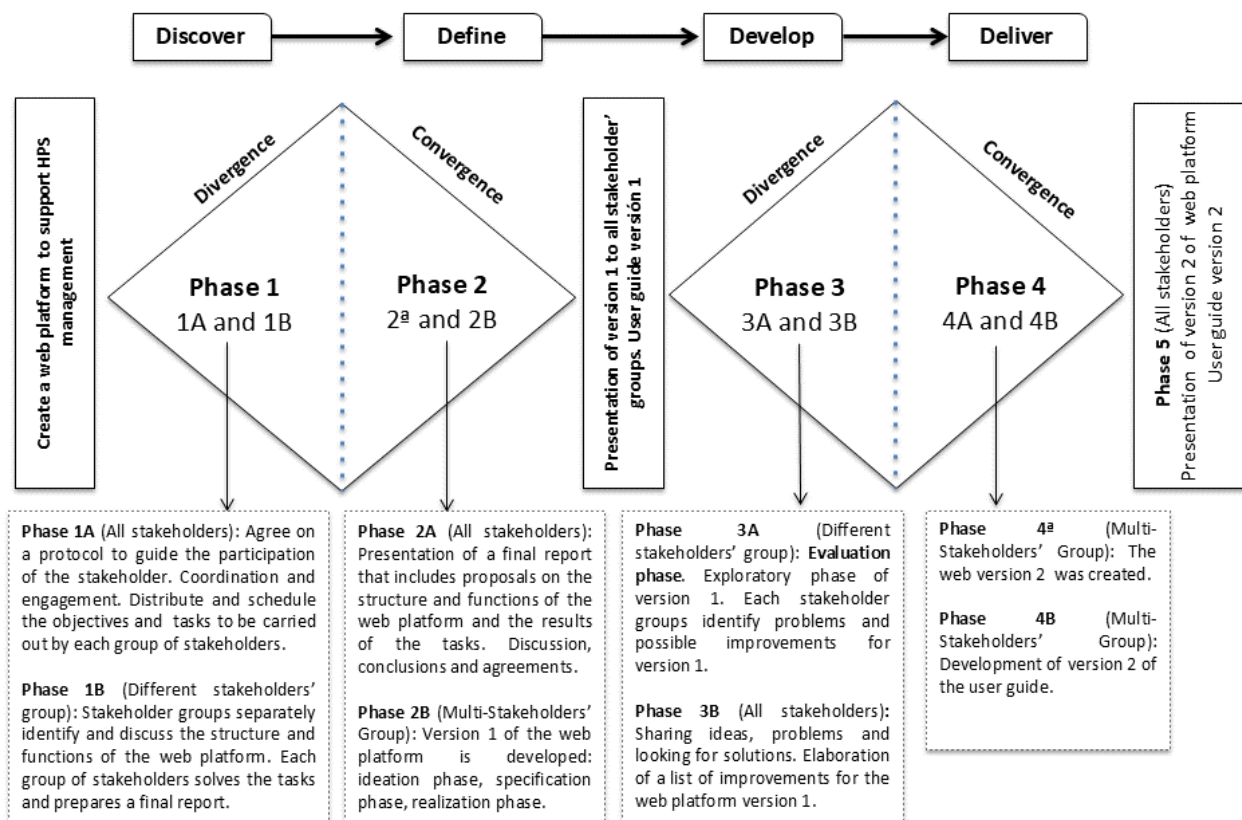 Discover
Define
Develop
Deliver
Create a web platform to support HPS
management
Divergence
Convergence
Phase 1
1A and 1B
Phase 2
2ª and 2B
Presentation of version 1 to all stakeholder'
groups. User guide versión 1
Divergence
Convergence
Phase 3
3A and 3B
Phase 4
4A and 4B
Phase 5 (All stakeholders)
Presentation of version 2 of web platform
User guide version 2
Phase 1A (All stakeholders): Agree on
a protocol to guide the participation
of the stakeholder. Coordination and
engagement. Distribute and schedule
the objectives and tasks to be carried
out by each group of stakeholders.
Phase 1B (Different stakeholders'
group): Stakeholder groups separately
identify and discuss the structure and
functions of the web platform. Each
group of stakeholders solves the tasks
and prepares a final report.
Phase 2A (All stakeholders):
Presentation of a final report
that includes proposals on the
structure and functions of the
web platform and the results
of the tasks. Discussion,
conclusions and agreements.
Phase 2B (Multi-Stakeholders'
Group): Version 1 of the web
platform is developed:
ideation phase, specification
phase, realization phase.
Phase 3A (Different
stakeholders' group): Evaluation
phase. Exploratory phase of
version 1. Each stakeholder
groups identify problems and
possible improvements for
version 1.
Phase 3B (All stakeholders):
Sharing ideas, problems and
looking for solutions. Elaboration
of a list of improvements for the
web platform version 1.
Phase 4ª (Multi-
Stakeholders' Group): The
web version 2 was created.
Phase 4B (Multi-
Stakeholders' Group):
Development of version 2 of
the user guide.